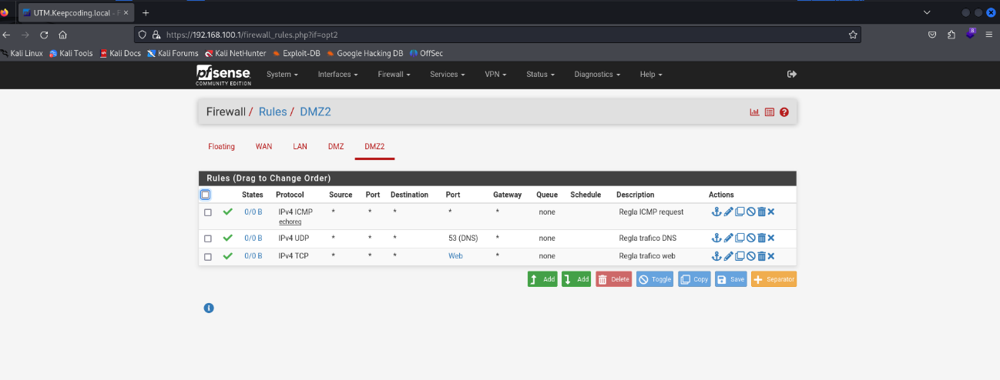 UTM.Keepcoding.local - F
https://192.168.100.1/firewall_rules.php?if=opt2
8
Kali Linux Kali Tools Kali Docs Kali Forums Kali NetHunter Exploit-DB Google Hacking DB OffSec
pfsense COMMUNITY EDITION System Interfaces Firewall Services VPN Status Diagnostics Help
Firewall / Rules / DMZ2
Floating WAN LAN DMZ DMZ2
Rules (Drag to Change Order)
States Protocol Source Port Destination Port Gateway Queue Schedule Description Actions
0/0 B IPv4 ICMP * * * * * none Regla ICMP request
echoreq
0/0 B IPv4 UDP * * * 53 (DNS) * none Regla trafico DNS
0/0 B IPv4 TCP * * * Web * none Regla trafico web
Add Add Delete Toggle Copy Save Separator